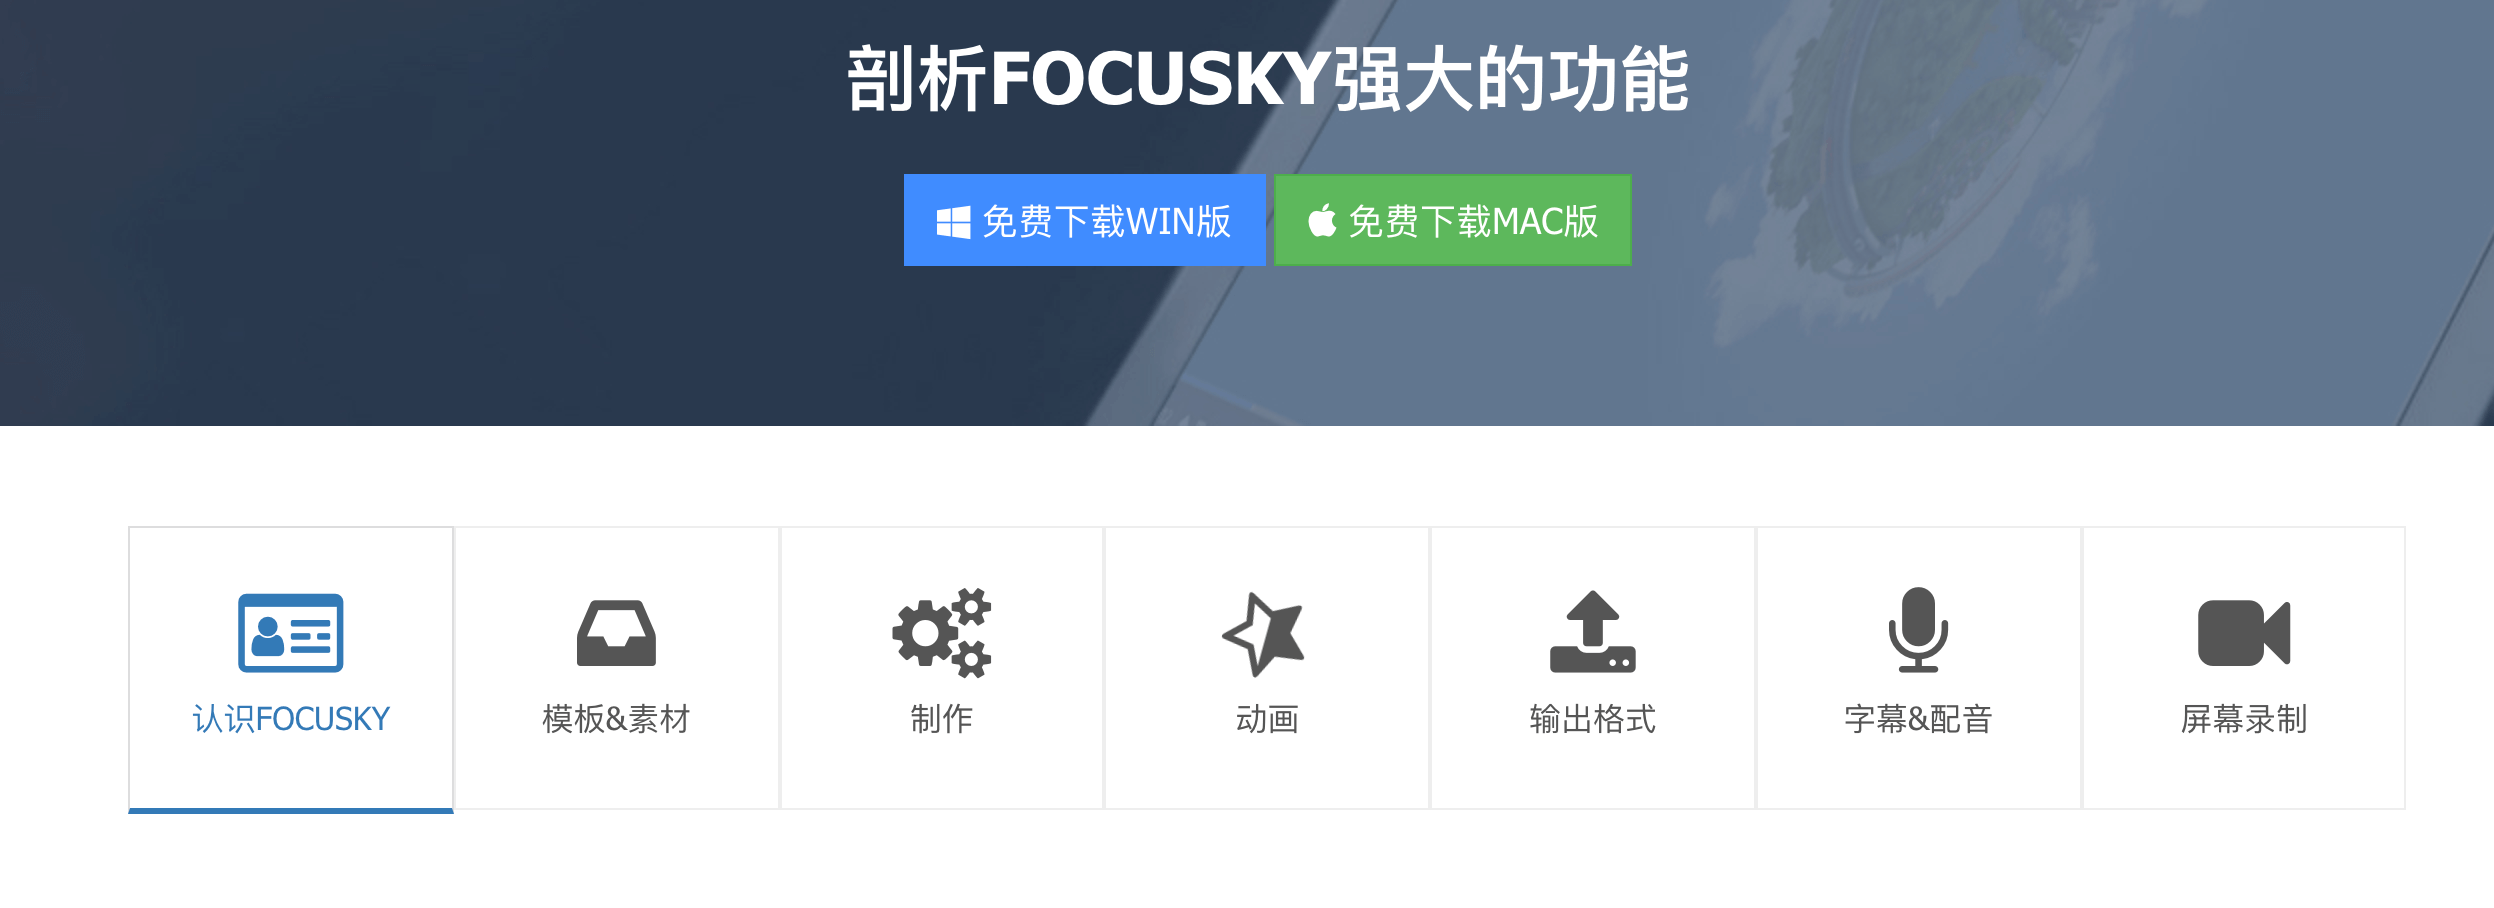 剖析FOCUSKY强大的功能
免费下载WIN版
免费下载MAC版
认识FOCUSKY
模板&素材
制作
动画
输出格式
字幕&配音
屏幕录制